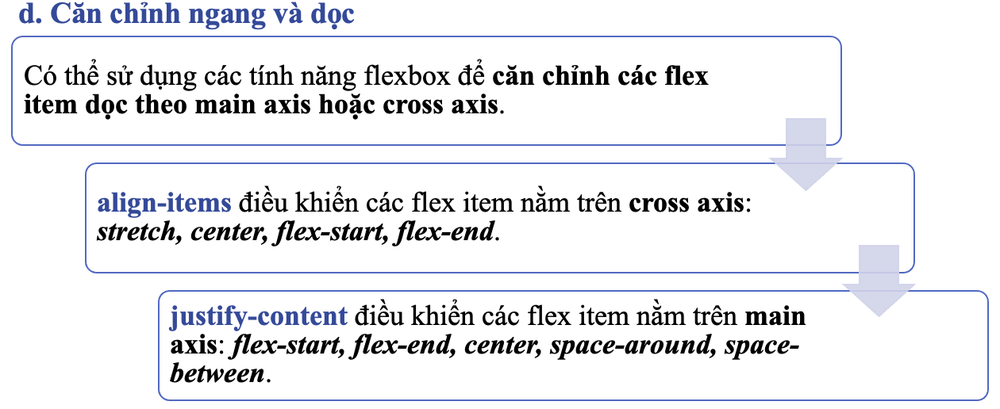 d. Căn chỉnh ngang và dọc
Có thể sử dụng các tính năng flexbox để căn chỉnh các flex
item dọc theo main axis hoặc cross axis.
align-items điều khiển các flex item nằm trên cross axis:
stretch, center, flex-start, flex-end.
justify-content điều khiển các flex item nằm trên main
axis: flex-start, flex-end, center, space-around, space-
between.